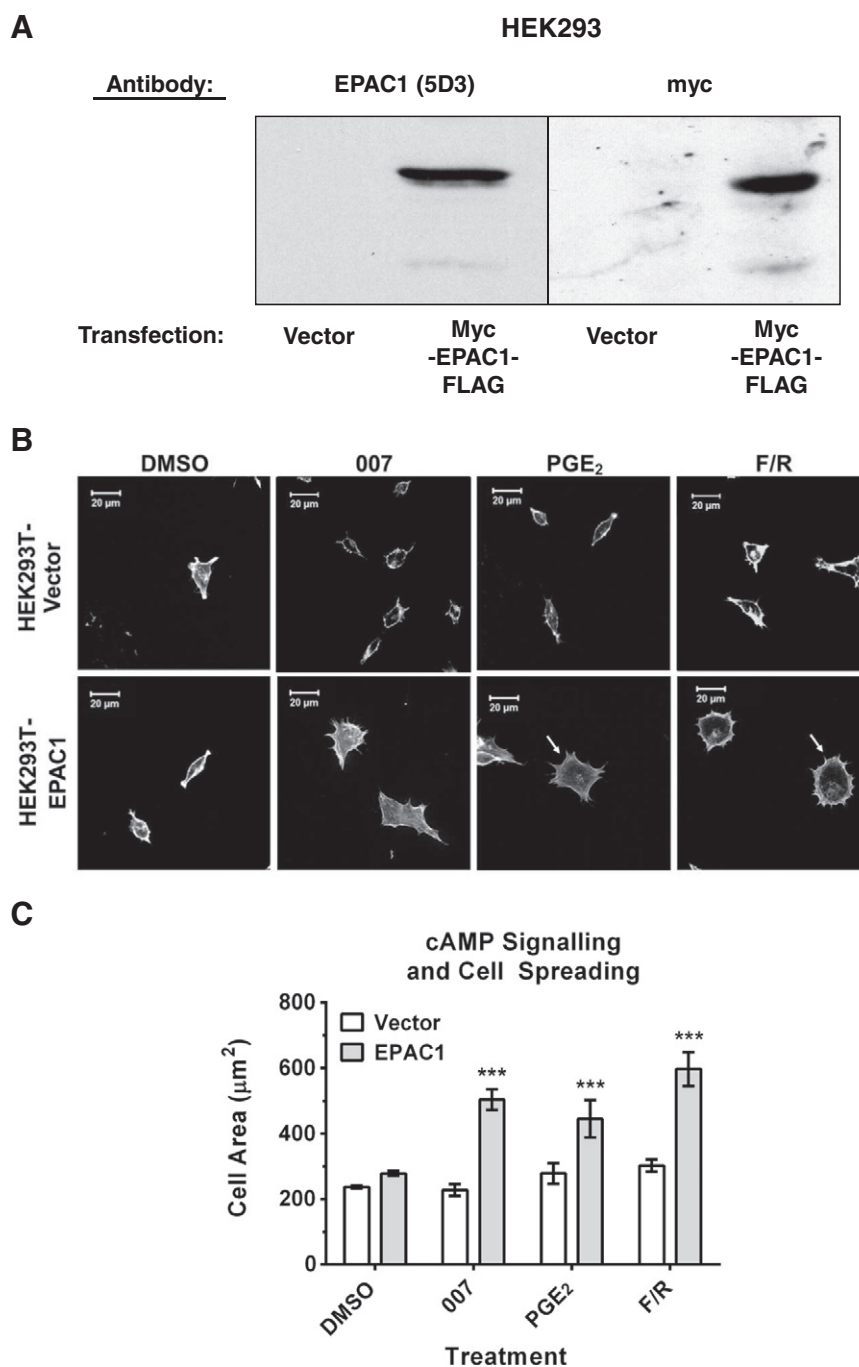 A
HEK293
Antibody: EPAC1 (5D3) myc
Transfection: Vector Myc -EPAC1- FLAG Vector Myc -EPAC1- FLAG
B
DMSO 007 PGE₂ F/R
HEK293T-Vector
20 μm 20 μm 20 μm 20 μm
HEK293T-EPAC1
20 μm 20 μm 20 μm 20 μm
C
cAMP Signalling
and Cell Spreading
Vector
EPAC1
Cell Area (μm²)
800
600
400
200
0
*** *** ***
DMSO 007 PGE₂ F/R
Treatment